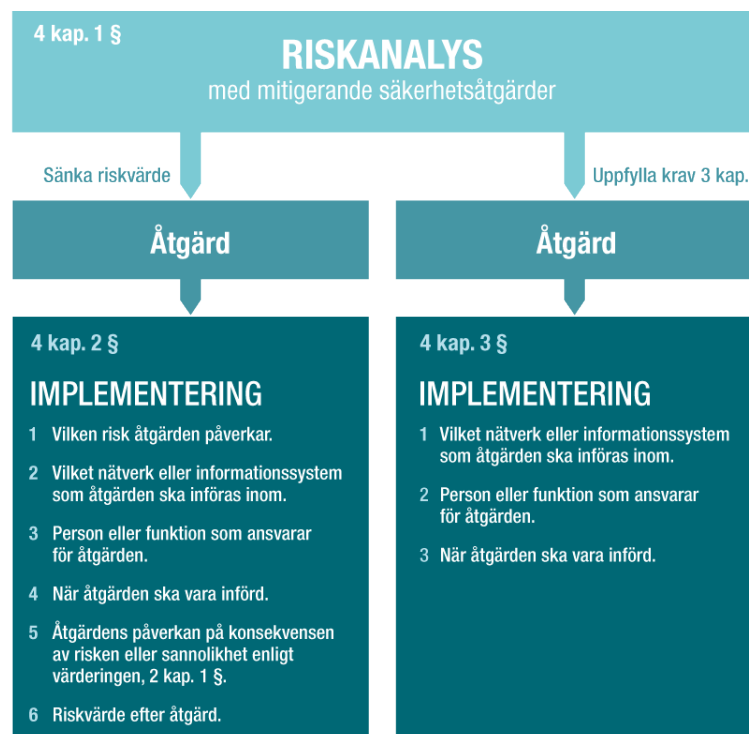 4 kap. 1 §
RISKANALYS
med mitigerande säkerhetsåtgärder
Sänka riskvärde
Uppfylla krav 3 kap.
Åtgärd
Åtgärd
4 kap. 2 §
IMPLEMENTERING
1 Vilken risk åtgärden påverkar.
2 Vilket nätverk eller informationssystem
som åtgärden ska införas inom.
3 Person eller funktion som ansvarar
för åtgärden.
4 När åtgärden ska vara införd.
5 Åtgärdens påverkan på konsekvensen
av risken eller sannolikhet enligt
värderingen, 2 kap. 1 §.
6 Riskvärde efter åtgärd.
4 kap. 3 §
IMPLEMENTERING
1 Vilket nätverk eller informationssystem
som åtgärden ska införas inom.
2 Person eller funktion som ansvarar
för åtgärden.
3 När åtgärden ska vara införd.